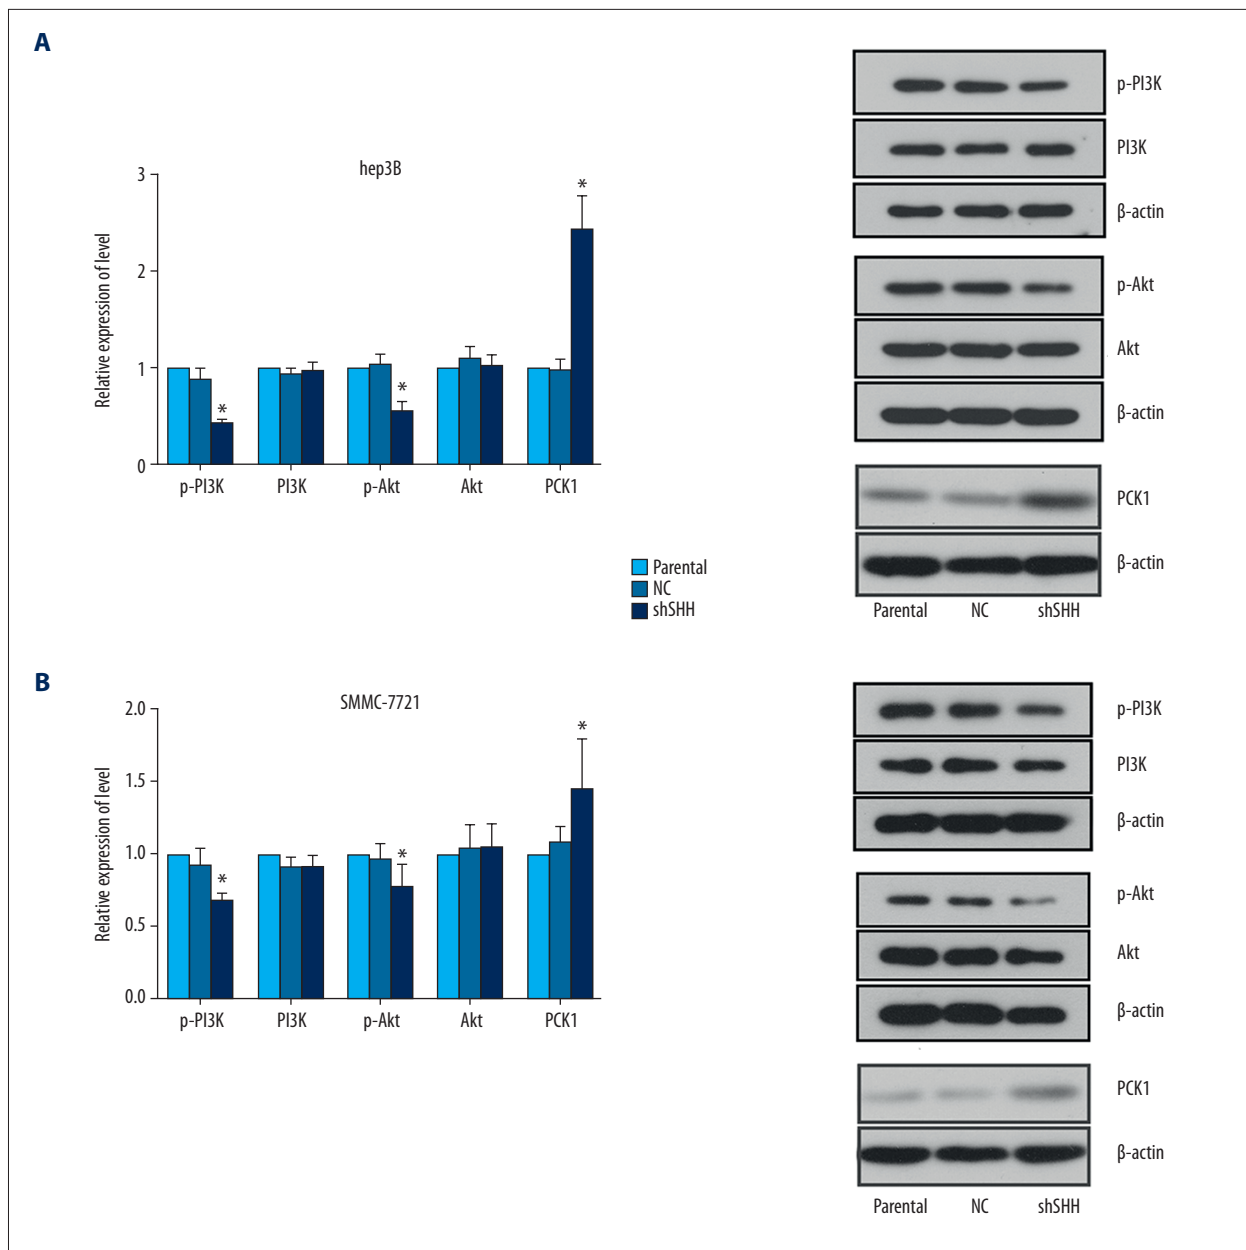 A
hep3B
Relative expression of level
3
2
1
0
*
*
*
p-PI3K PI3K p-Akt Akt PCK1
p-PI3K
PI3K
β-actin
p-Akt
Akt
β-actin
PCK1
β-actin
Parental NC shSHH
Parental
NC
shSHH
B
SMMC-7721
Relative expression of level
2.0
1.5
1.0
0.5
0.0
*
*
*
p-PI3K PI3K p-Akt Akt PCK1
p-PI3K
PI3K
β-actin
p-Akt
Akt
β-actin
PCK1
β-actin
Parental NC shSHH